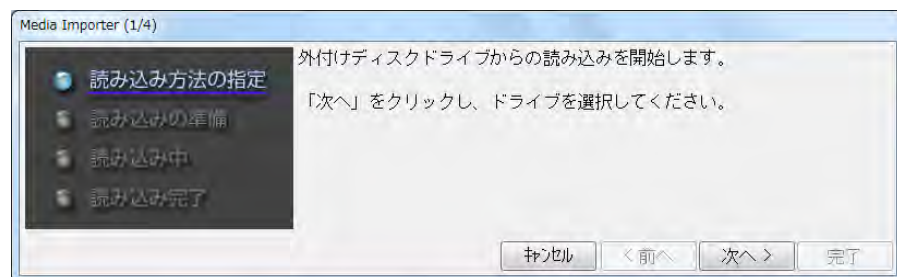 Media Importer (1/4)
読み込み方法の指定
読み込みの準備
読み込み中
読み込み完了
外付けディスクドライブからの読み込みを開始します。
「次へ」をクリックし、ドライブを選択してください。
ｷｬﾝｾﾙ
< 前へ
次へ >
完了